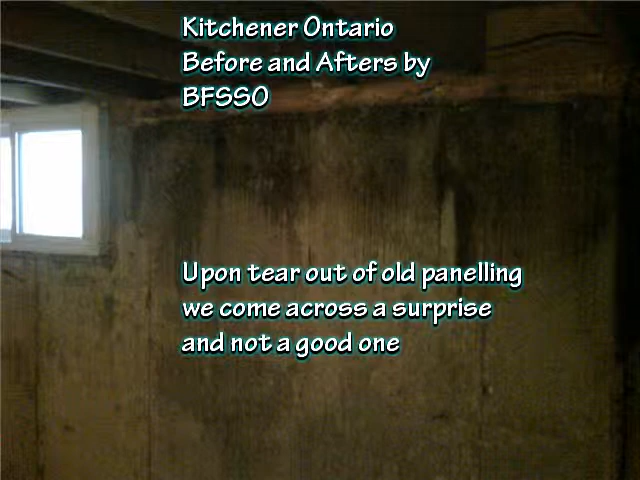 Kitchener Ontario
Before and Afters by
BFSSO
Upon tear out of old panelling
we come across a surprise
and not a good one